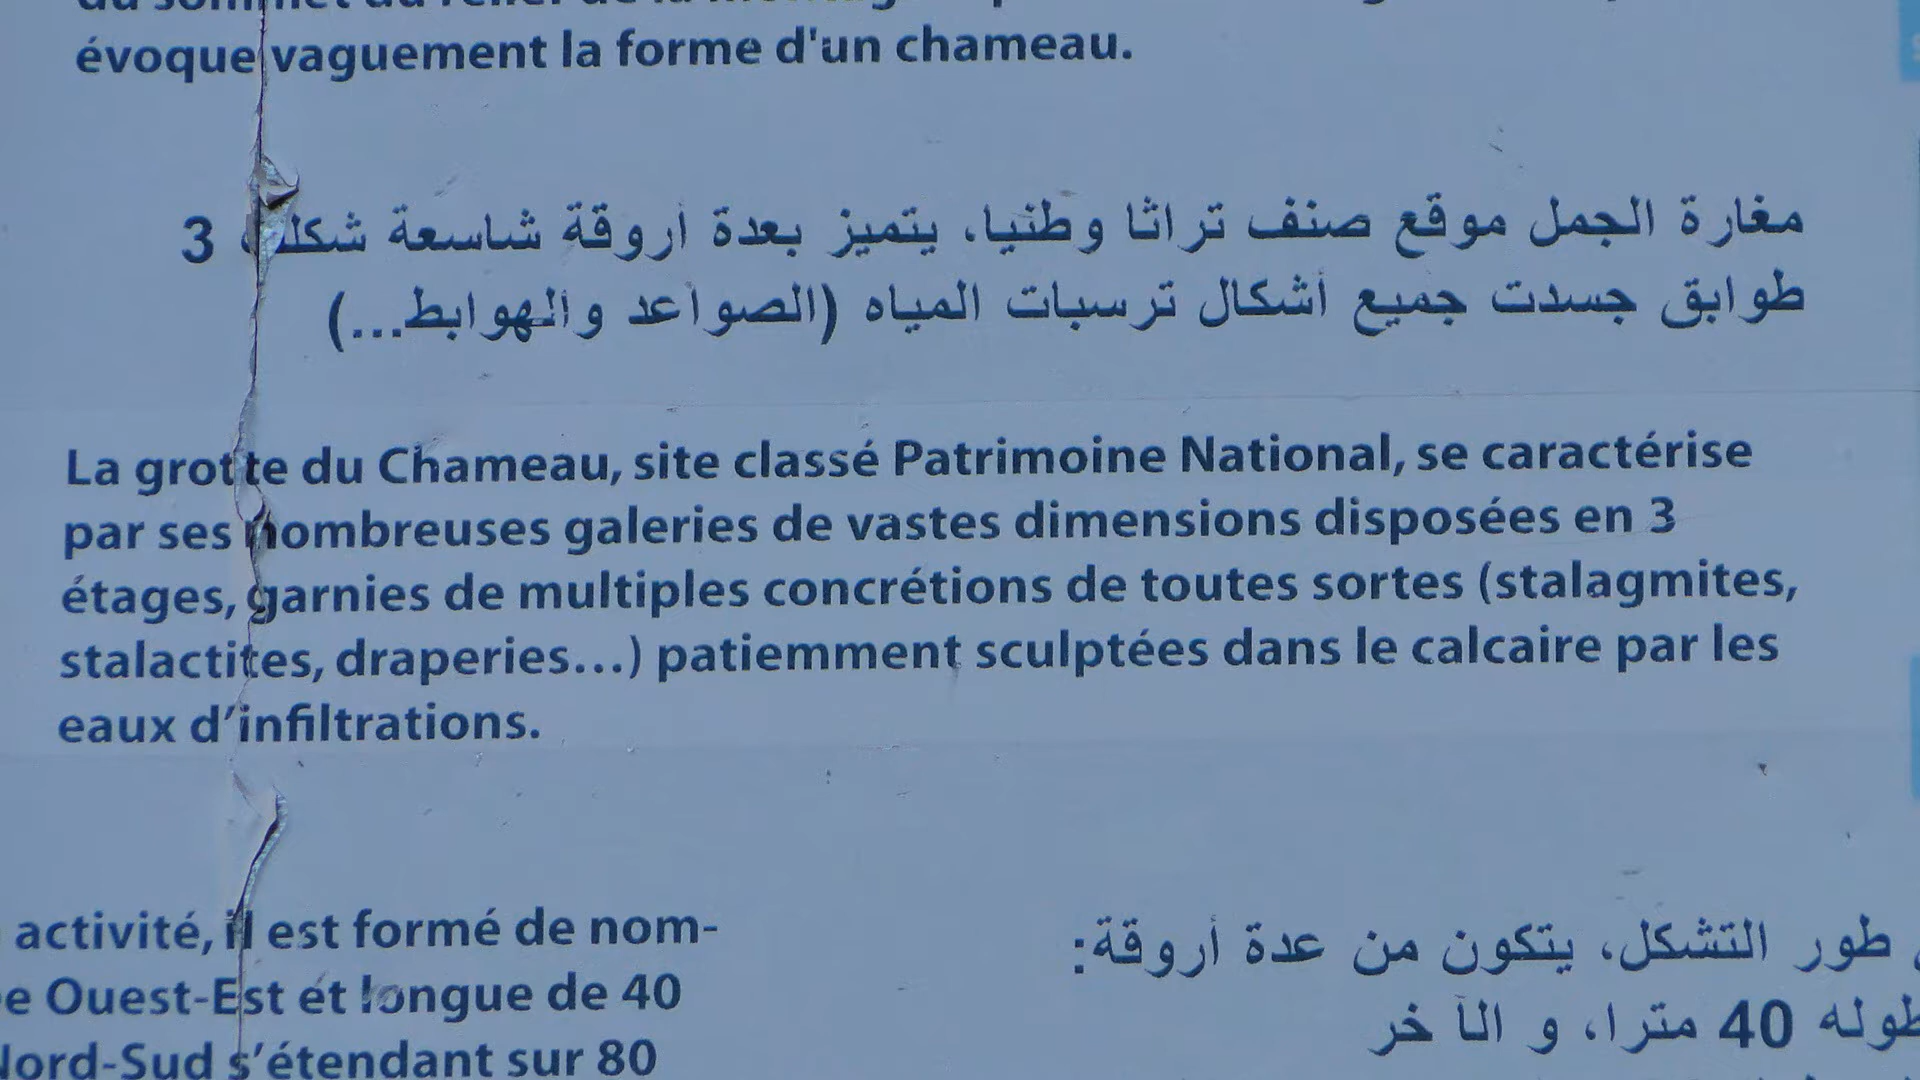 évoque vaguement la forme d'un chameau.
مغارة الجمل موقع صنف تراثا وطنيا، يتميز بعدة أروقة شاسعة 3
طوابق جسدت جميع أشكال ترسبات المياه (الصواعد والهوابط...)
La grotte du Chameau, site classé Patrimoine National, se caractérise
par ses nombreuses galeries de vastes dimensions disposées en 3
étages, garnies de multiples concrétions de toutes sortes (stalagmites,
stalactites, draperies...) patiemment sculptées dans le calcaire par les
eaux d'infiltrations.
activité, il est formé de nom-
طور التشكل، يتكون من عدة أروقة:
e Ouest-Est et longue de 40
طوله 40 مترا، و الآخر
Nord-Sud s'étendant sur 80